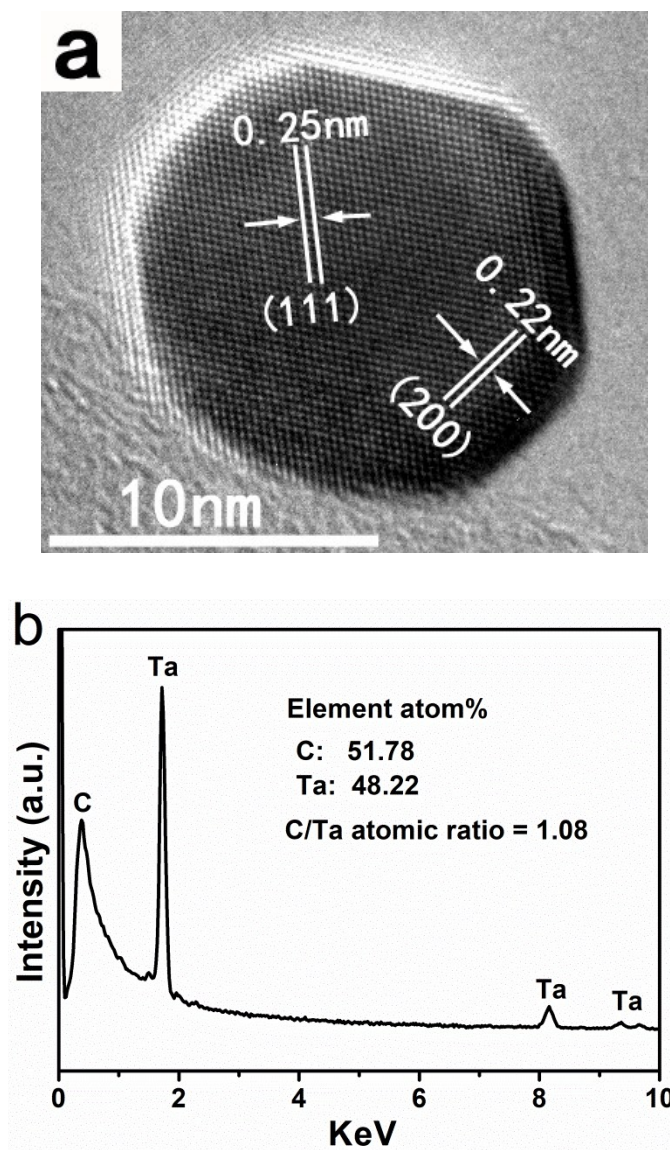 a
0.25nm
(111)
0.22nm
(200)
10nm
b
Ta
Element atom%
C: 51.78
C
Ta: 48.22
C/Ta atomic ratio = 1.08
Intensity (a.u.)
Ta
Ta
0 2 4 6 8 10
KeV